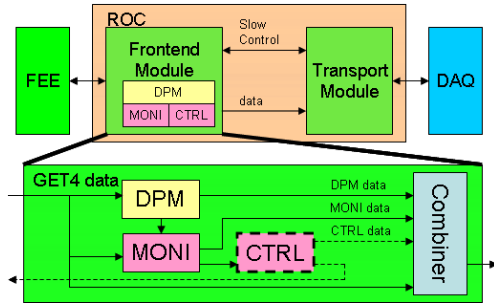 ROC
FEE
Frontend
Module
DPM
MONI
CTRL
Slow
Control
data
Transport
Module
DAQ
GET4 data
DPM
MONI
CTRL
DPM data
MONI data
CTRL data
Combiner